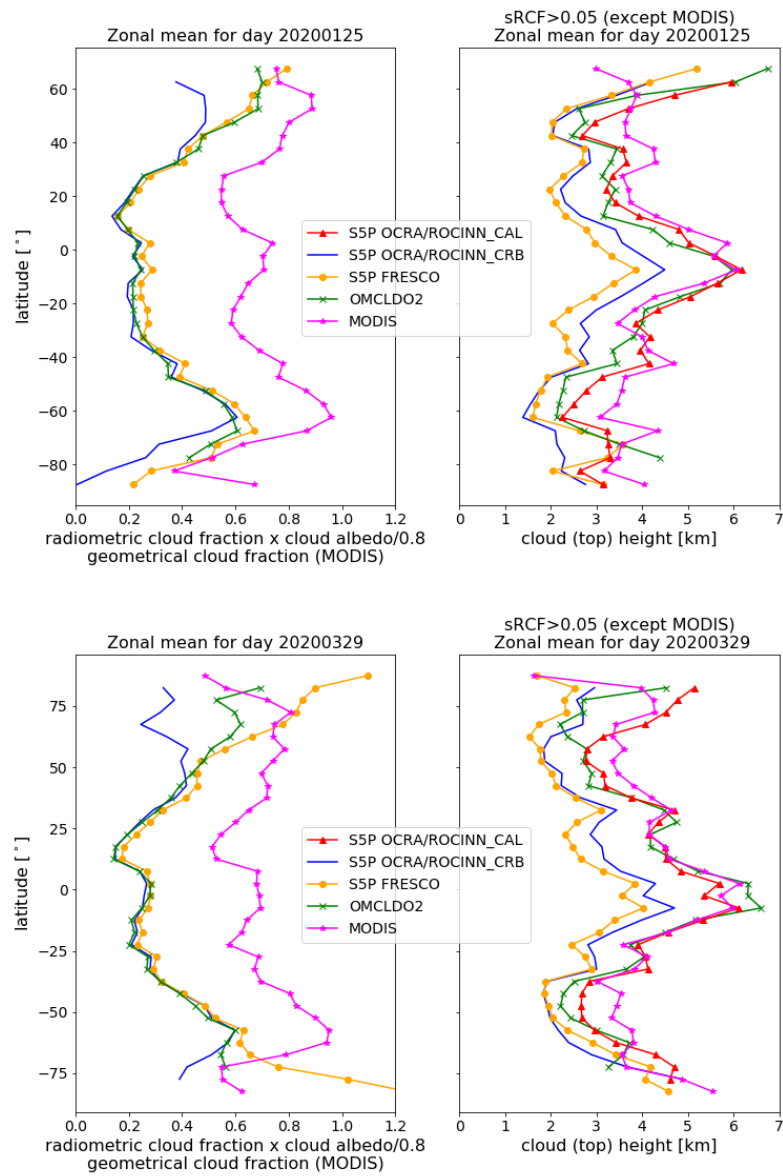 Zonal mean for day 20200125
sRCF>0.05 (except MODIS)
Zonal mean for day 20200125
latitude [°]
60
40
20
0
−20
−40
−60
−80
0.0 0.2 0.4 0.6 0.8 1.0 1.2
radiometric cloud fraction x cloud albedo/0.8
geometrical cloud fraction (MODIS)
S5P OCRA/ROCINN_CAL
S5P OCRA/ROCINN_CRB
S5P FRESCO
OMCLDO2
MODIS
0 1 2 3 4 5 6 7
cloud (top) height [km]
Zonal mean for day 20200329
sRCF>0.05 (except MODIS)
Zonal mean for day 20200329
latitude [°]
75
50
25
0
−25
−50
−75
0.0 0.2 0.4 0.6 0.8 1.0 1.2
radiometric cloud fraction x cloud albedo/0.8
geometrical cloud fraction (MODIS)
S5P OCRA/ROCINN_CAL
S5P OCRA/ROCINN_CRB
S5P FRESCO
OMCLDO2
MODIS
0 1 2 3 4 5 6 7
cloud (top) height [km]